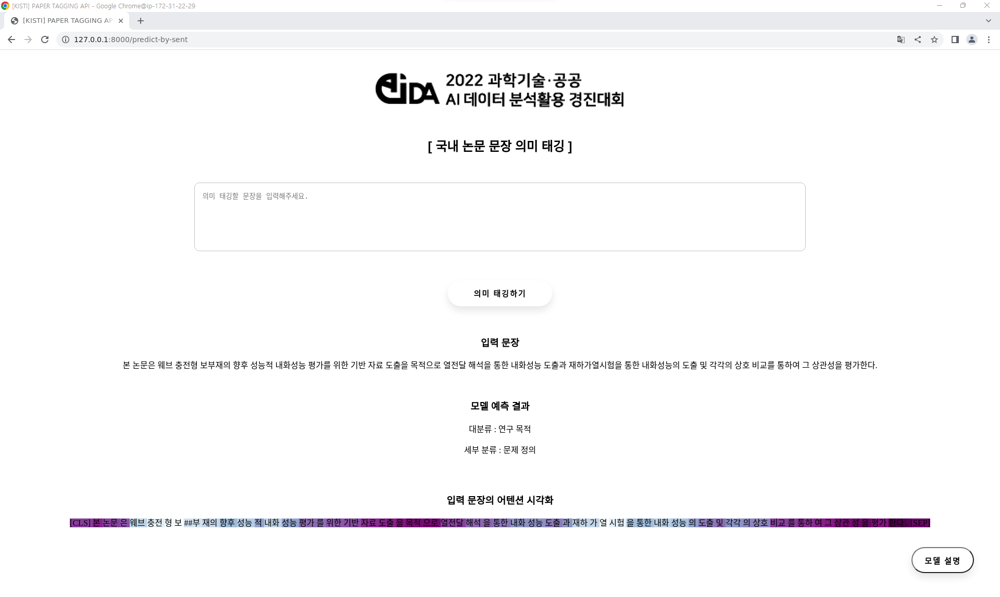 [KISTI] PAPER TAGGING API - Google Chrome@ip-172-31-22-29
[KISTI] PAPER TAGGING AP
127.0.0.1:8000/predict-by-sent
AIDA
2022 과학기술·공공
AI 데이터 분석활용 경진대회
[ 국내 논문 문장 의미 태깅 ]
의미 태깅할 문장을 입력해주세요.
의미 태깅하기
입력 문장
본 논문은 웨브 충전형 보부재의 향후 성능적 내화성능 평가를 위한 기반 자료 도출을 목적으로 열전달 해석을 통한 내화성능 도출과 재하가열시험을 통한 내화성능의 도출 및 각각의 상호 비교를 통하여 그 상관성을 평가한다.
모델 예측 결과
대분류 : 연구 목적
세부 분류 : 문제 정의
입력 문장의 어텐션 시각화
[CLS] 본 논문 은 웨브 충전 형 보 ##부 재의 향후 성능 적 내화 성능 평가 를 위한 기반 자료 도출 을 목적 으로 열전달 해석 을 통한 내화 성능 도출 과 재하 가 열 시험 을 통한 내화 성능 의 도출 및 각각 의 상호 비교 를 통하 여 그 상관 성 을 평가 한다. . [SEP]
모델 설명